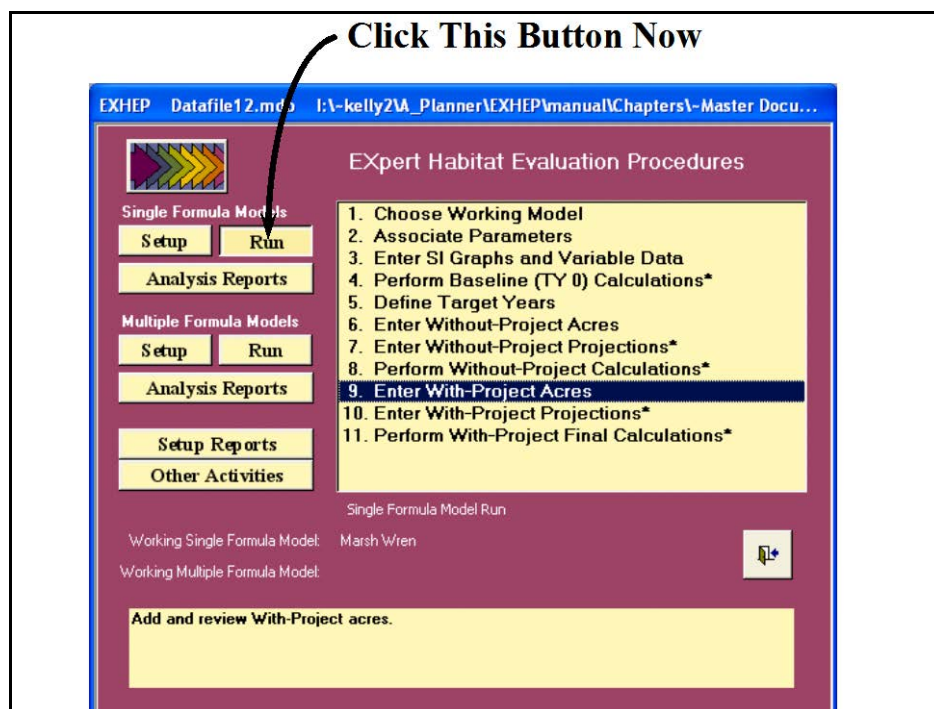 Click This Button Now
EXHEP Datafile12.mdb I:\~kelly2\A_Planner\EXHEP\manual\Chapters\~Master Docu...
EXpert Habitat Evaluation Procedures
Single Formula Models
Setup Run
Analysis Reports
Multiple Formula Models
Setup Run
Analysis Reports
Setup Reports
Other Activities
1. Choose Working Model
2. Associate Parameters
3. Enter SI Graphs and Variable Data
4. Perform Baseline (TY 0) Calculations*
5. Define Target Years
6. Enter Without-Project Acres
7. Enter Without-Project Projections*
8. Perform Without-Project Calculations*
9. Enter With-Project Acres
10. Enter With-Project Projections*
11. Perform With-Project Final Calculations*
Single Formula Model Run
Working Single Formula Model: Marsh Wren
Working Multiple Formula Model:
Add and review With-Project acres.